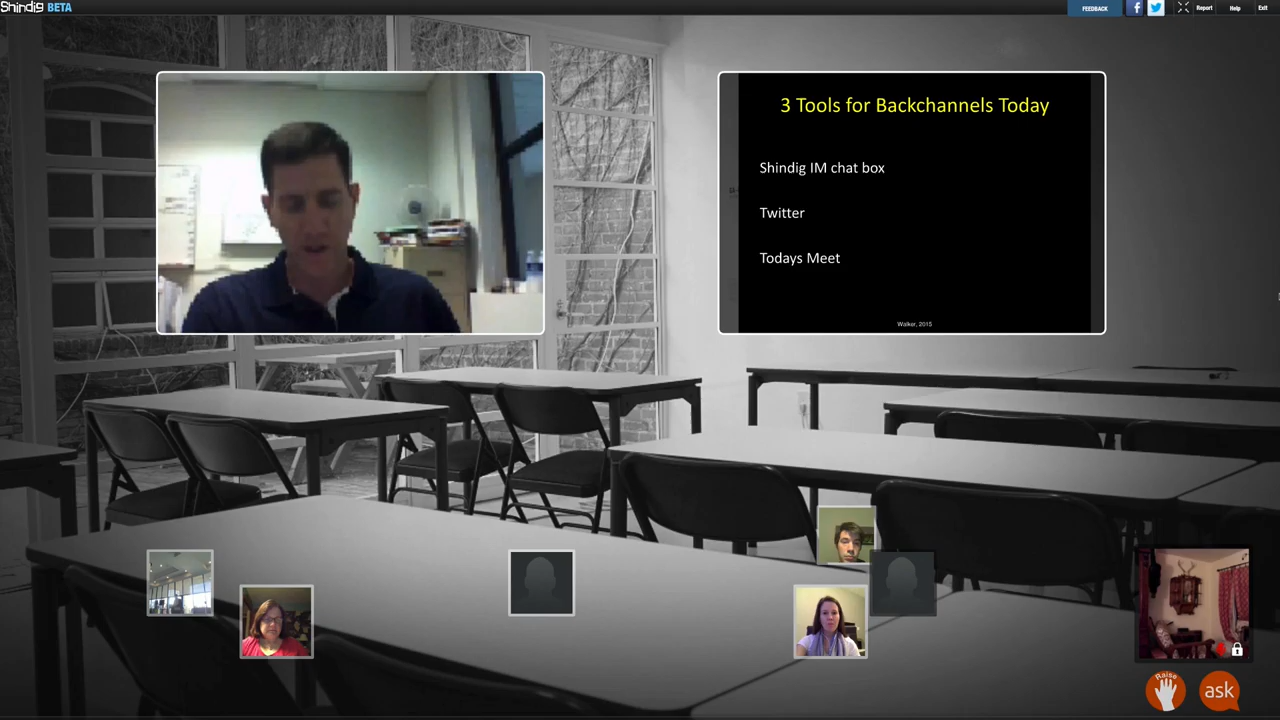 Shindig BETA
FEEDBACK
Report
Help
Exit
3 Tools for Backchannels Today
Shindig IM chat box
Twitter
Todays Meet
Walker, 2015
Raise
ask